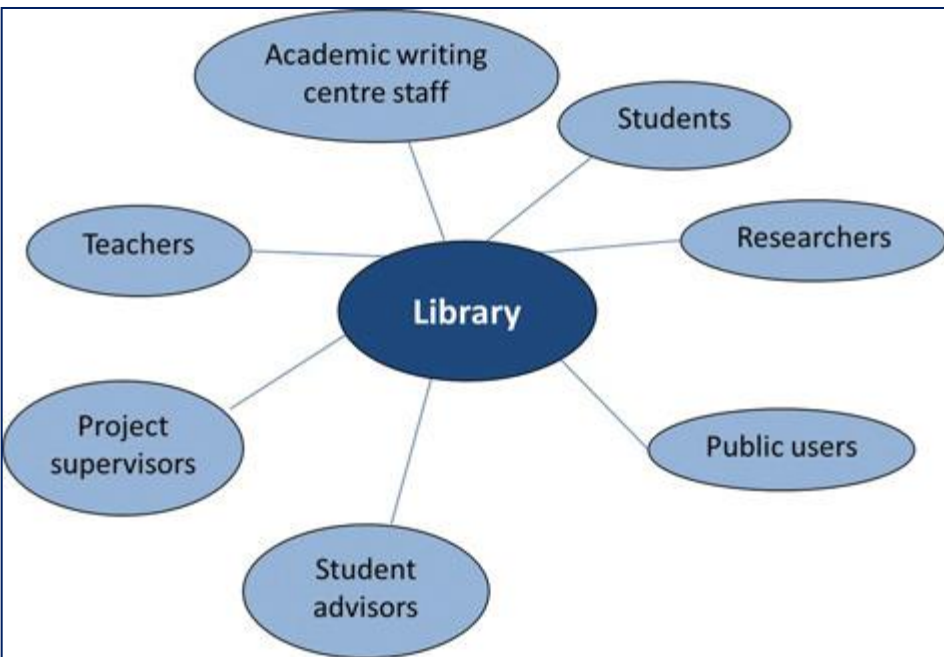 Academic writing
centre staff
Students
Teachers
Researchers
Library
Project
supervisors
Public users
Student
advisors